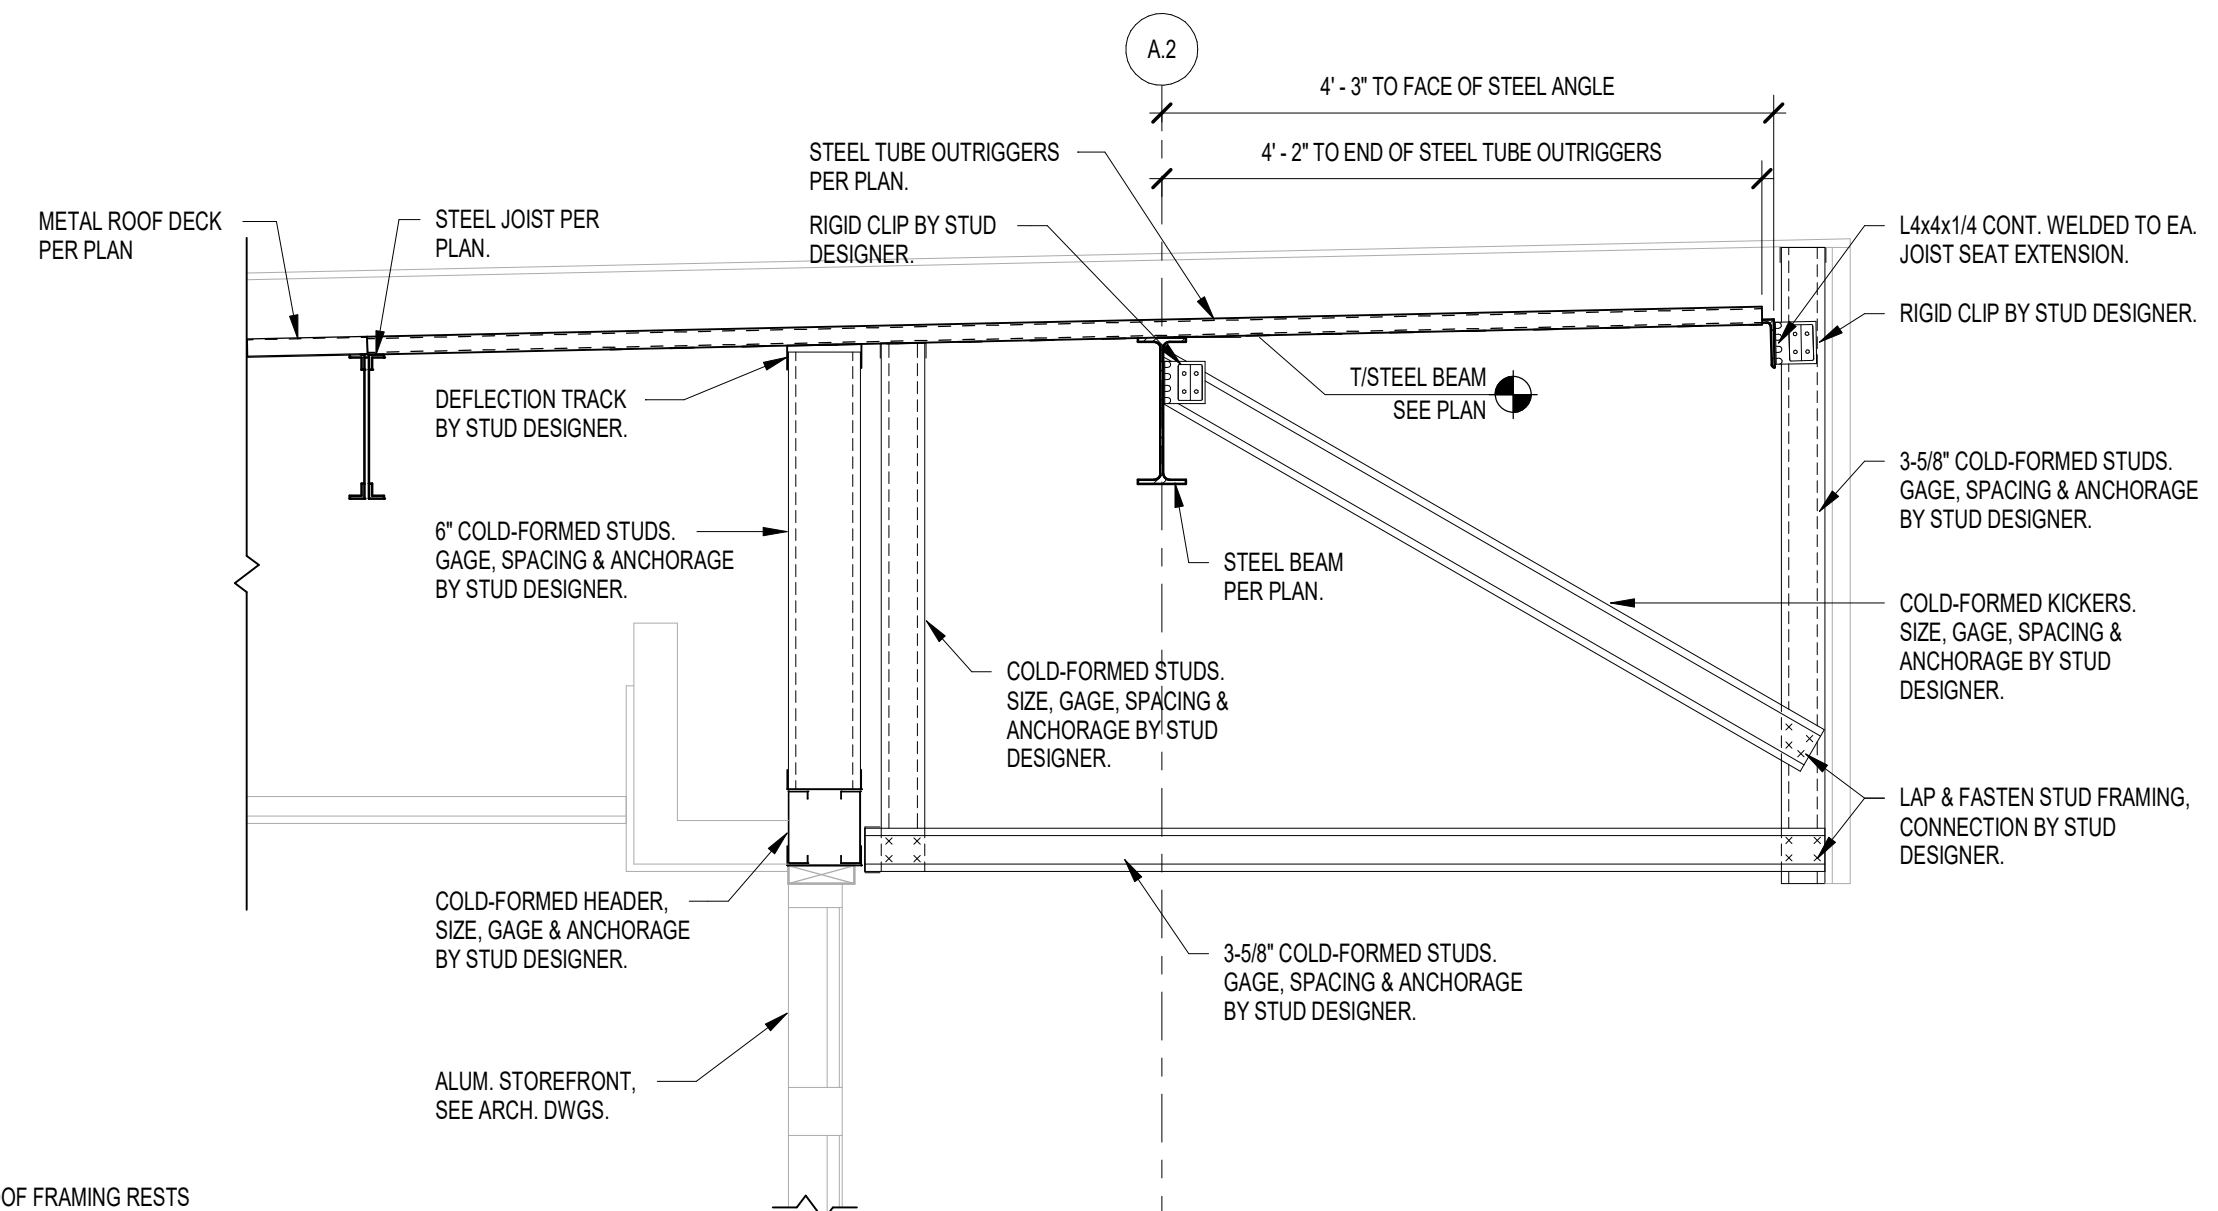 A.2
4' - 3" TO FACE OF STEEL ANGLE
4' - 2" TO END OF STEEL TUBE OUTRIGGERS
STEEL TUBE OUTRIGGERS
PER PLAN.
RIGID CLIP BY STUD
DESIGNER.
METAL ROOF DECK
PER PLAN
STEEL JOIST PER
PLAN.
L4x4x1/4 CONT. WELDED TO EA.
JOIST SEAT EXTENSION.
RIGID CLIP BY STUD DESIGNER.
T/STEEL BEAM
SEE PLAN
DEFLECTION TRACK
BY STUD DESIGNER.
3-5/8" COLD-FORMED STUDS.
GAGE, SPACING & ANCHORAGE
BY STUD DESIGNER.
6" COLD-FORMED STUDS.
GAGE, SPACING & ANCHORAGE
BY STUD DESIGNER.
STEEL BEAM
PER PLAN.
COLD-FORMED KICKERS.
SIZE, GAGE, SPACING &
ANCHORAGE BY STUD
DESIGNER.
COLD-FORMED STUDS.
SIZE, GAGE, SPACING &
ANCHORAGE BY STUD
DESIGNER.
LAP & FASTEN STUD FRAMING,
CONNECTION BY STUD
DESIGNER.
COLD-FORMED HEADER,
SIZE, GAGE & ANCHORAGE
BY STUD DESIGNER.
3-5/8" COLD-FORMED STUDS.
GAGE, SPACING & ANCHORAGE
BY STUD DESIGNER.
ALUM. STOREFRONT,
SEE ARCH. DWGS.
OF FRAMING RESTS